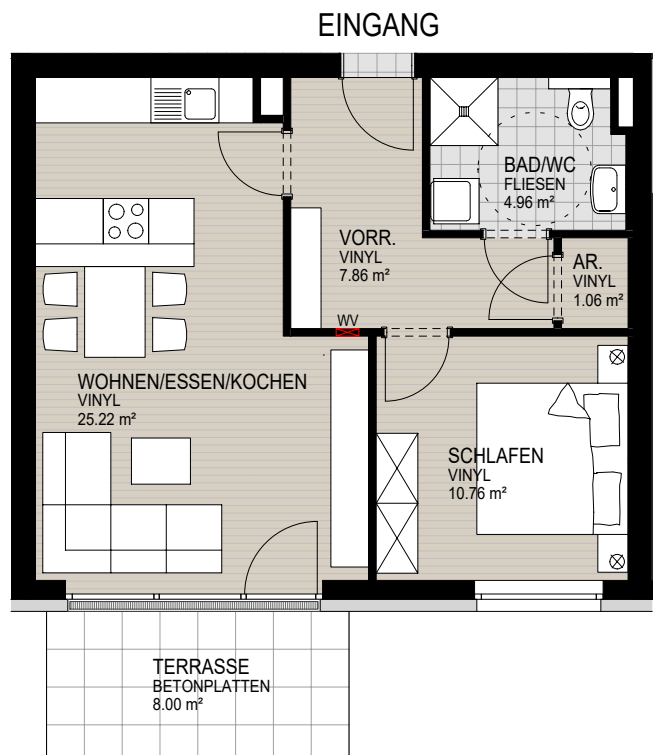 EINGANG
BAD/WC
FLIESEN
4.96 m²
VORR.
VINYL
7.86 m²
AR.
VINYL
1.06 m²
WV
WOHNEN/ESSEN/KOCHEN
VINYL
25.22 m²
SCHLAFEN
VINYL
10.76 m²
TERRASSE
BETONPLATTEN
8.00 m²